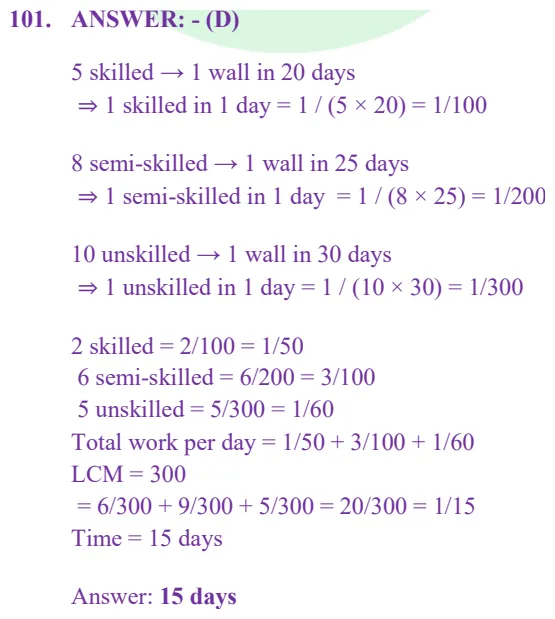 101. ANSWER: - (D)
5 skilled → 1 wall in 20 days
⇒ 1 skilled in 1 day = 1 / (5 × 20) = 1/100
8 semi-skilled → 1 wall in 25 days
⇒ 1 semi-skilled in 1 day = 1 / (8 × 25) = 1/200
10 unskilled → 1 wall in 30 days
⇒ 1 unskilled in 1 day = 1 / (10 × 30) = 1/300
2 skilled = 2/100 = 1/50
6 semi-skilled = 6/200 = 3/100
5 unskilled = 5/300 = 1/60
Total work per day = 1/50 + 3/100 + 1/60
LCM = 300
= 6/300 + 9/300 + 5/300 = 20/300 = 1/15
Time = 15 days
Answer: 15 days